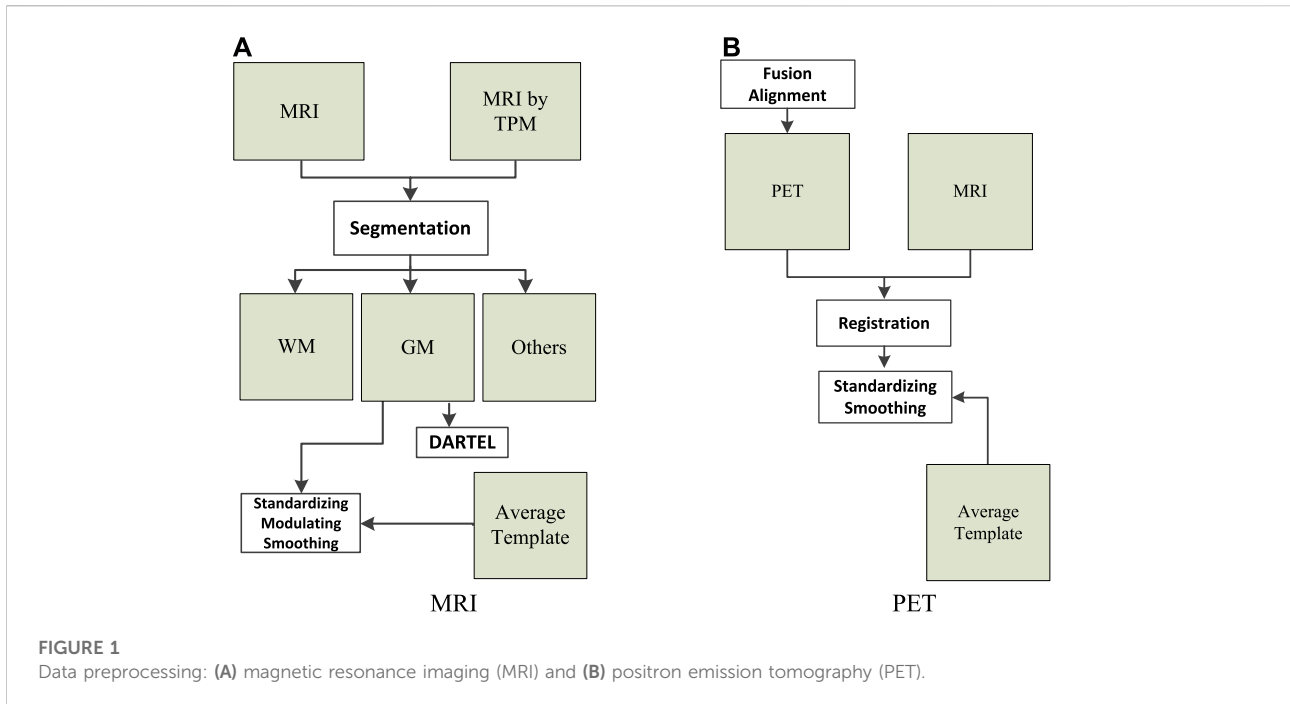 A
MRI
MRI by
TPM
Segmentation
WM
GM
Others
DARTEL
Standardizing
Modulating
Smoothing
Average
Template
MRI
B
Fusion
Alignment
PET
MRI
Registration
Standardizing
Smoothing
Average
Template
PET
FIGURE 1
Data preprocessing: (A) magnetic resonance imaging (MRI) and (B) positron emission tomography (PET).